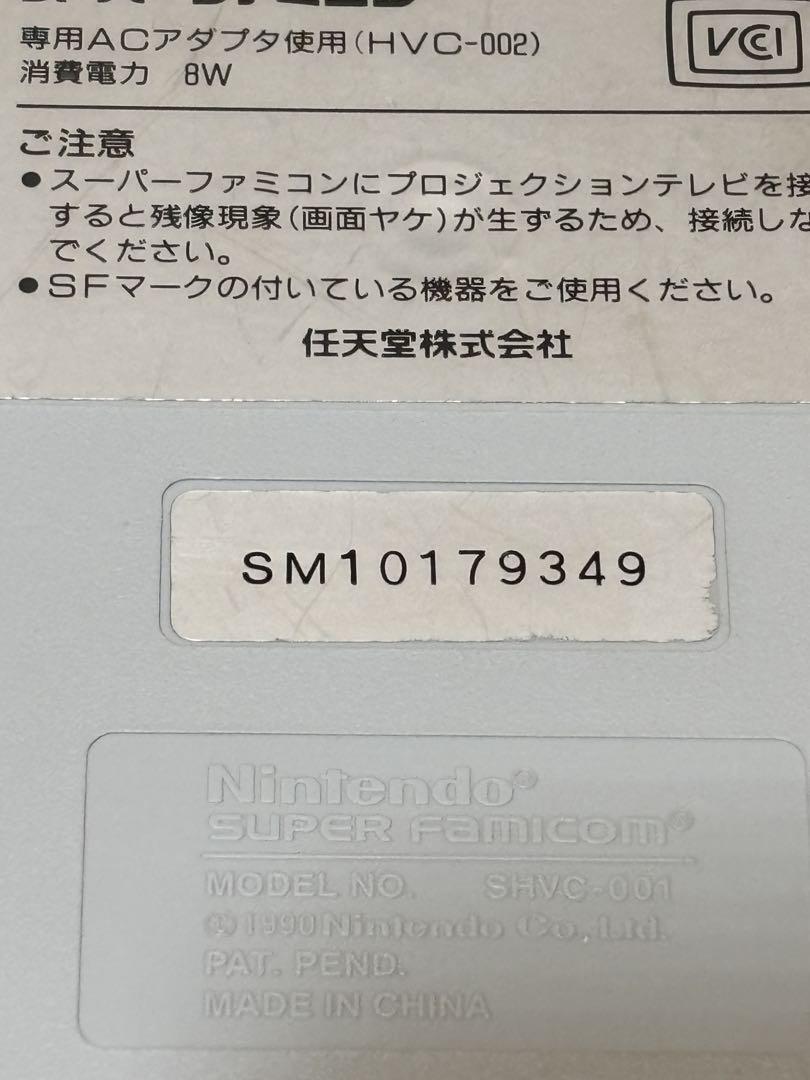 専用ACアダプタ使用(HVC-002)
消費電力 8W
VCCI
ご注意
●スーパーファミコンにプロジェクションテレビを接
すると残像現象(画面ヤケ)が生ずるため、接続しな
でください。
●SFマークの付いている機器をご使用ください。
任天堂株式会社
SM10179349
Nintendo®
SUPER FAMICOM®
MODEL NO. SHVC-001
©1990 Nintendo Co., Ltd.
PAT. PEND.
MADE IN CHINA